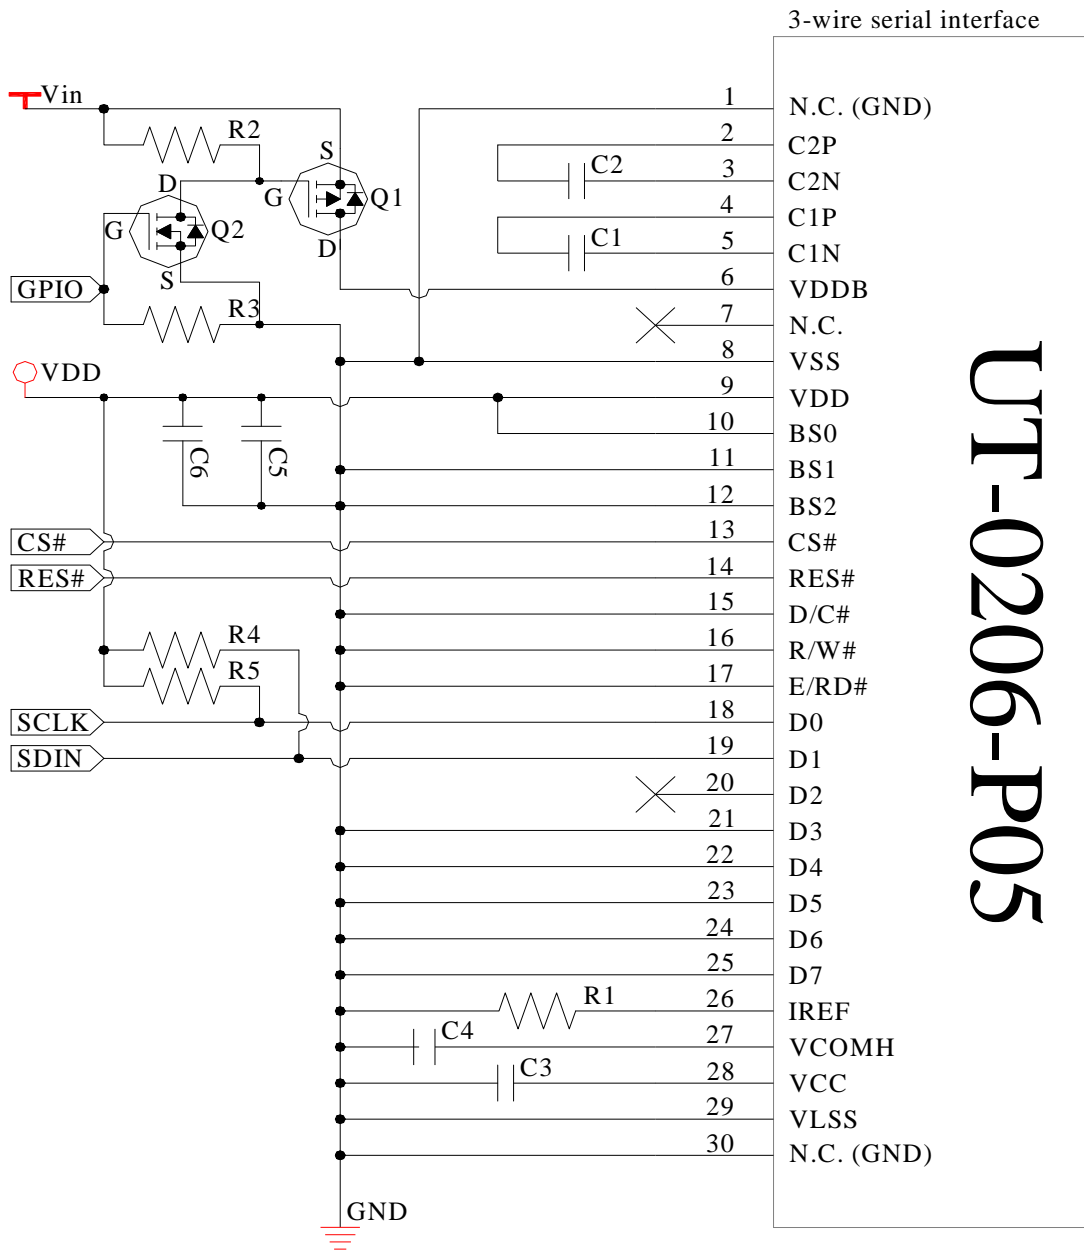 3-wire serial interface
Vin
R2
S
G
Q1
D
D
G
Q2
S
GPIO
R3
VDD
C6
C5
CS#
RES#
R4
R5
SCLK
SDIN
C2
C1
R1
C4
C3
GND
1 N.C. (GND)
2 C2P
3 C2N
4 C1P
5 C1N
6 VDDB
7 N.C.
8 VSS
9 VDD
10 BS0
11 BS1
12 BS2
13 CS#
14 RES#
15 D/C#
16 R/W#
17 E/RD#
18 D0
19 D1
20 D2
21 D3
22 D4
23 D5
24 D6
25 D7
26 IREF
27 VCOMH
28 VCC
29 VLSS
30 N.C. (GND)
UT-0206-P05